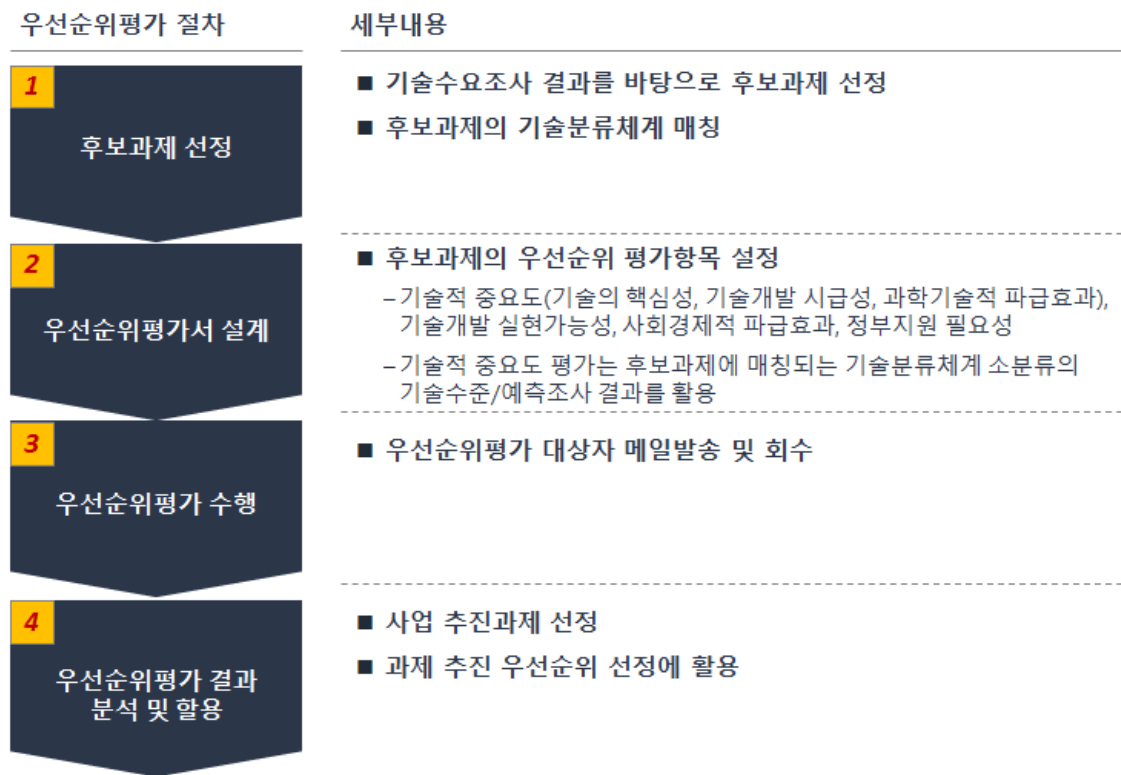 우선순위평가 절차
세부내용
1
후보과제 선정
■ 기술수요조사 결과를 바탕으로 후보과제 선정
■ 후보과제의 기술분류체계 매칭
2
우선순위평가서 설계
■ 후보과제의 우선순위 평가항목 설정
–기술적 중요도(기술의 핵심성, 기술개발 시급성, 과학기술적 파급효과),
기술개발 실현가능성, 사회경제적 파급효과, 정부지원 필요성
–기술적 중요도 평가는 후보과제에 매칭되는 기술분류체계 소분류의
기술수준/예측조사 결과를 활용
3
우선순위평가 수행
■ 우선순위평가 대상자 메일발송 및 회수
4
우선순위평가 결과
분석 및 할용
■ 사업 추진과제 선정
■ 과제 추진 우선순위 선정에 활용